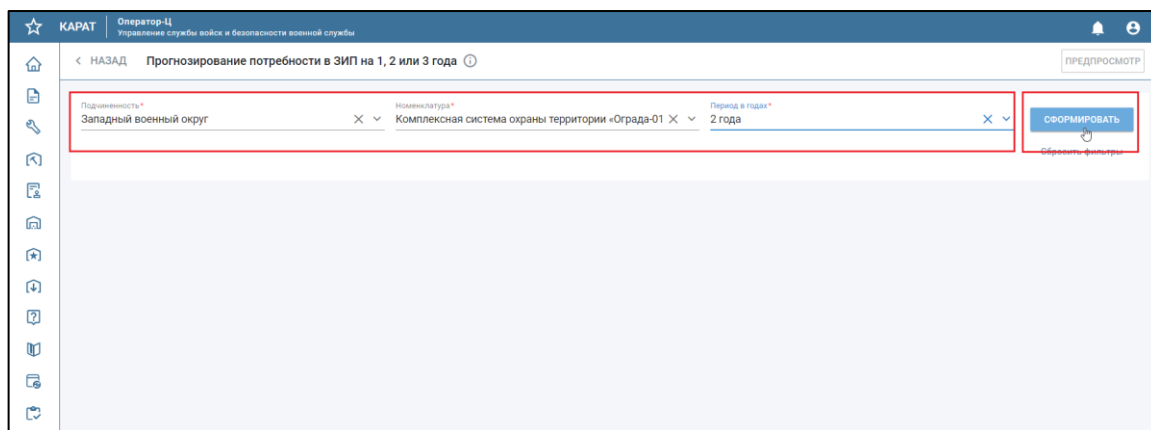 КАРАТ
Оператор-Ц
Управление службы войск и безопасности военной службы
НАЗАД
Прогнозирование потребности в ЗИП на 1, 2 или 3 года
ПРЕДПРОСМОТР
Подчиненность*
Номенклатура*
Период в годах*
Западный военный округ
Комплексная система охраны территории «Ограда-01
2 года
СФОРМИРОВАТЬ
Сбросить фильтры